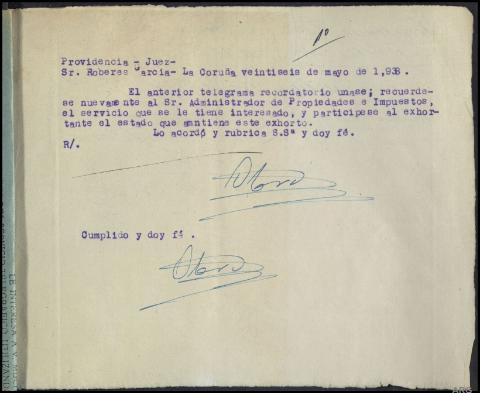 1º
Providencia - Juez-
Sr. Roberes Garcia- La Coruña veintiseis de mayo de 1,938.
El anterior telegrama recordatorio unase; recuerde-
se nuevamente al Sr. Administrador de Propiedades e Impuestos,
el servicio que se le tiene interesado, y participese al exhor-
tante el estado que mantiene este exhorto.
Lo acordó y rubrica S.Sª y doy fé.
R/.
Cumplido y doy fé .